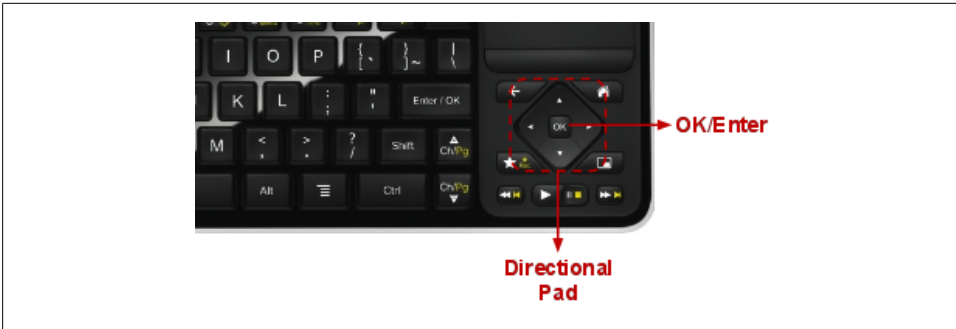 I O P { [ ` } ] ~ | \
K L : ; " ' Enter / OK
OK
OK/Enter
M < , > . ? / Shift Ch/Pg
Alt Ctrl Ch/Pg
Directional
Pad